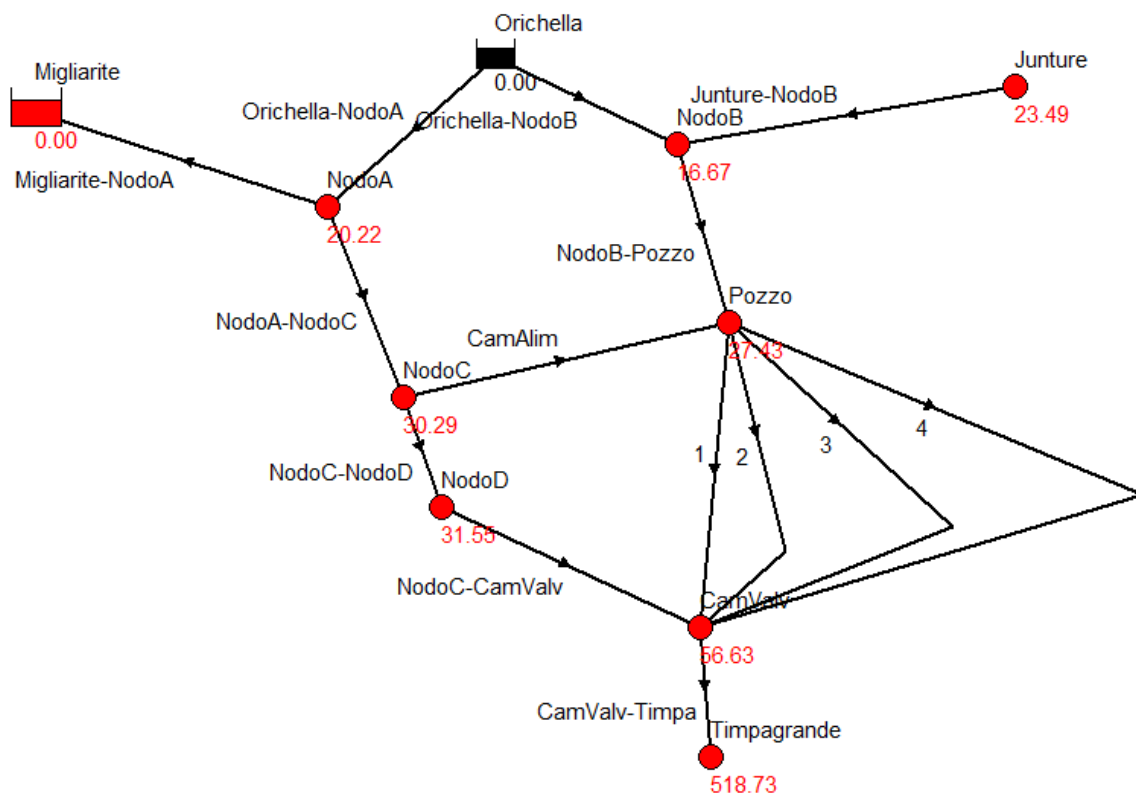 Orichella
0.00
Migliarite
0.00
Junture
23.49
Orichella-NodoA
Orichella-NodoB
Junture-NodoB
NodoB
16.67
Migliarite-NodoA
NodoA
20.22
NodoB-Pozzo
Pozzo
27.43
NodoA-NodoC
CamAlim
NodoC
30.29
1
2
3
4
NodoC-NodoD
NodoD
31.55
NodoC-CamValv
CamValv
56.63
CamValv-Timpa
Timpagrande
518.73